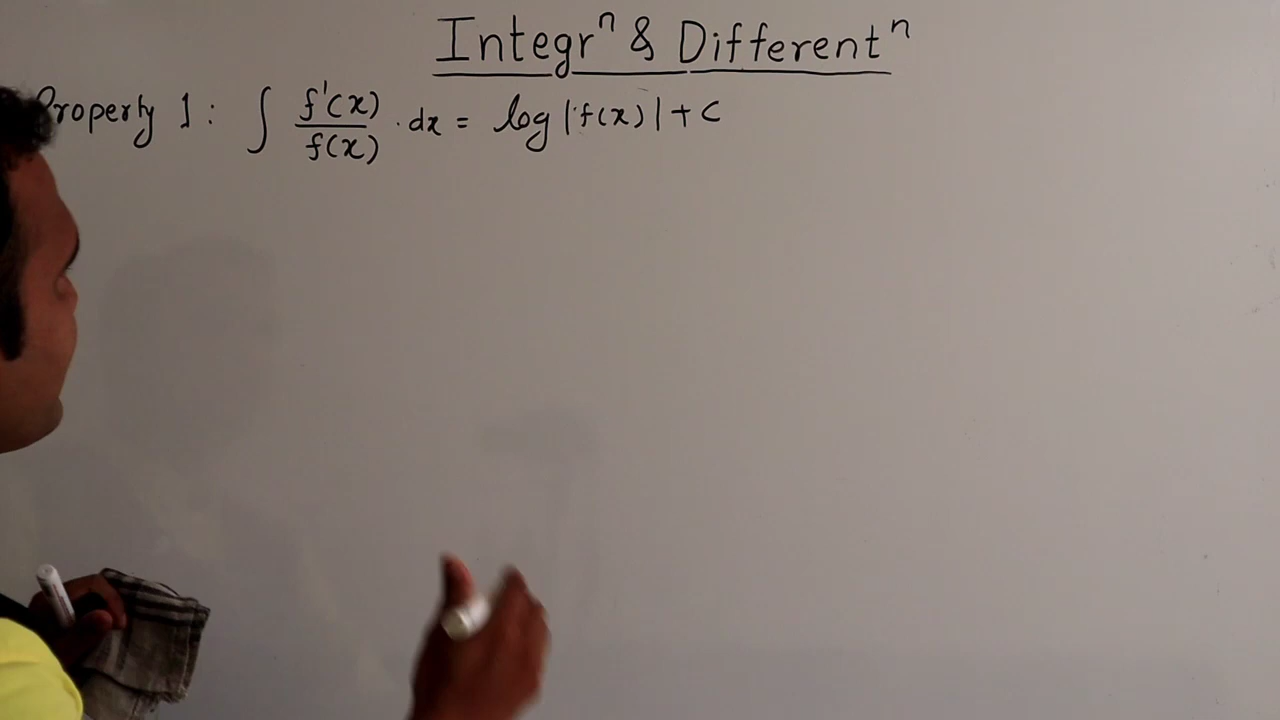 Integrⁿ & Differentⁿ
Property 1: ∫ f'(x)/f(x) · dx = log |f(x)| + c